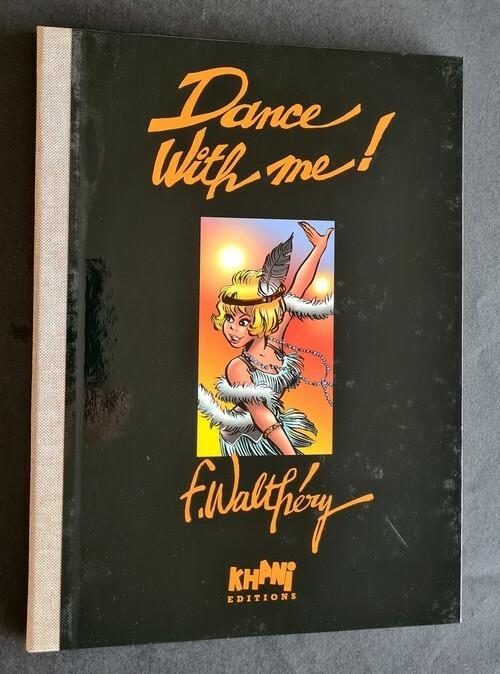 Dance
With me!
F. Walthéry
KHANi
EDITIONS